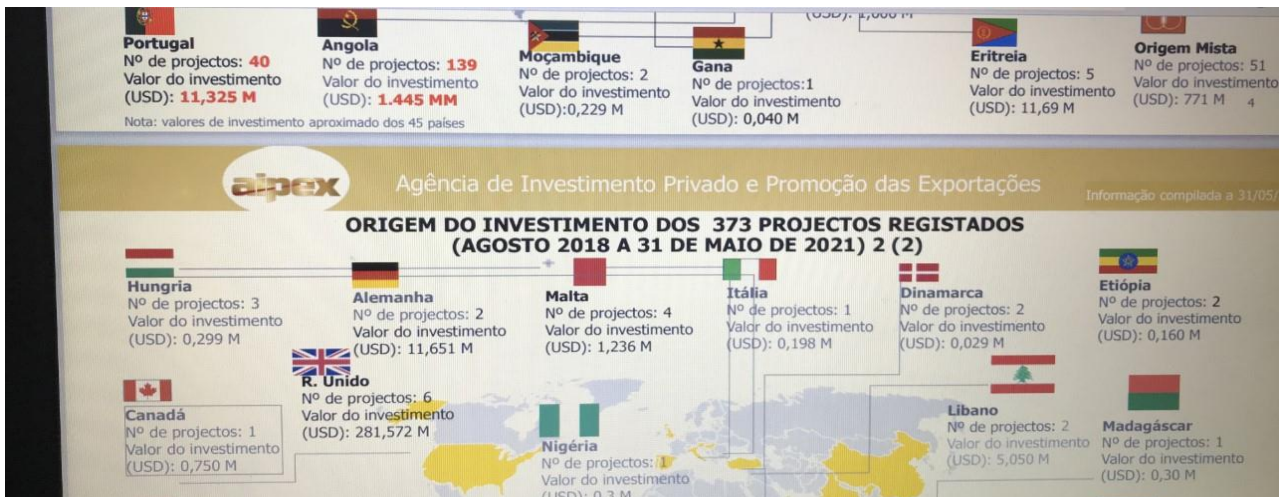 (USD): 1,000 M
Portugal
Nº de projectos: 40
Valor do investimento
(USD): 11,325 M
Nota: valores de investimento aproximado dos 45 países
Angola
Nº de projectos: 139
Valor do investimento
(USD): 1.445 MM
Moçambique
Nº de projectos: 2
Valor do investimento
(USD):0,229 M
Gana
Nº de projectos:1
Valor do investimento
(USD): 0,040 M
Eritreia
Nº de projectos: 5
Valor do investimento
(USD): 11,69 M
Origem Mista
Nº de projectos: 51
Valor do investimento
(USD): 771 M
4
aipex
Agência de Investimento Privado e Promoção das Exportações
Informação compilada a 31/05/
ORIGEM DO INVESTIMENTO DOS 373 PROJECTOS REGISTADOS
(AGOSTO 2018 A 31 DE MAIO DE 2021) 2 (2)
Hungria
Nº de projectos: 3
Valor do investimento
(USD): 0,299 M
Alemanha
Nº de projectos: 2
Valor do investimento
(USD): 11,651 M
Malta
Nº de projectos: 4
Valor do investimento
(USD): 1,236 M
Itália
Nº de projectos: 1
Valor do investimento
(USD): 0,198 M
Dinamarca
Nº de projectos: 2
Valor do investimento
(USD): 0,029 M
Etiópia
Nº de projectos: 2
Valor do investimento
(USD): 0,160 M
Canadá
Nº de projectos: 1
Valor do investimento
(USD): 0,750 M
R. Unido
Nº de projectos: 6
Valor do investimento
(USD): 281,572 M
Nigéria
Nº de projectos: 1
Valor do investimento
(USD): 0,3 M
Líbano
Nº de projectos: 2
Valor do investimento
(USD): 5,050 M
Madagáscar
Nº de projectos: 1
Valor do investimento
(USD): 0,30 M